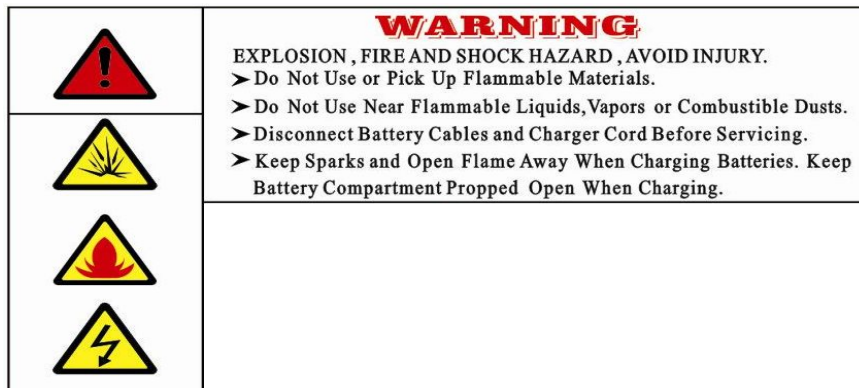 WARNING
EXPLOSION , FIRE AND SHOCK HAZARD , AVOID INJURY.
➤ Do Not Use or Pick Up Flammable Materials.
➤ Do Not Use Near Flammable Liquids,Vapors or Combustible Dusts.
➤ Disconnect Battery Cables and Charger Cord Before Servicing.
➤ Keep Sparks and Open Flame Away When Charging Batteries. Keep
Battery Compartment Propped Open When Charging.